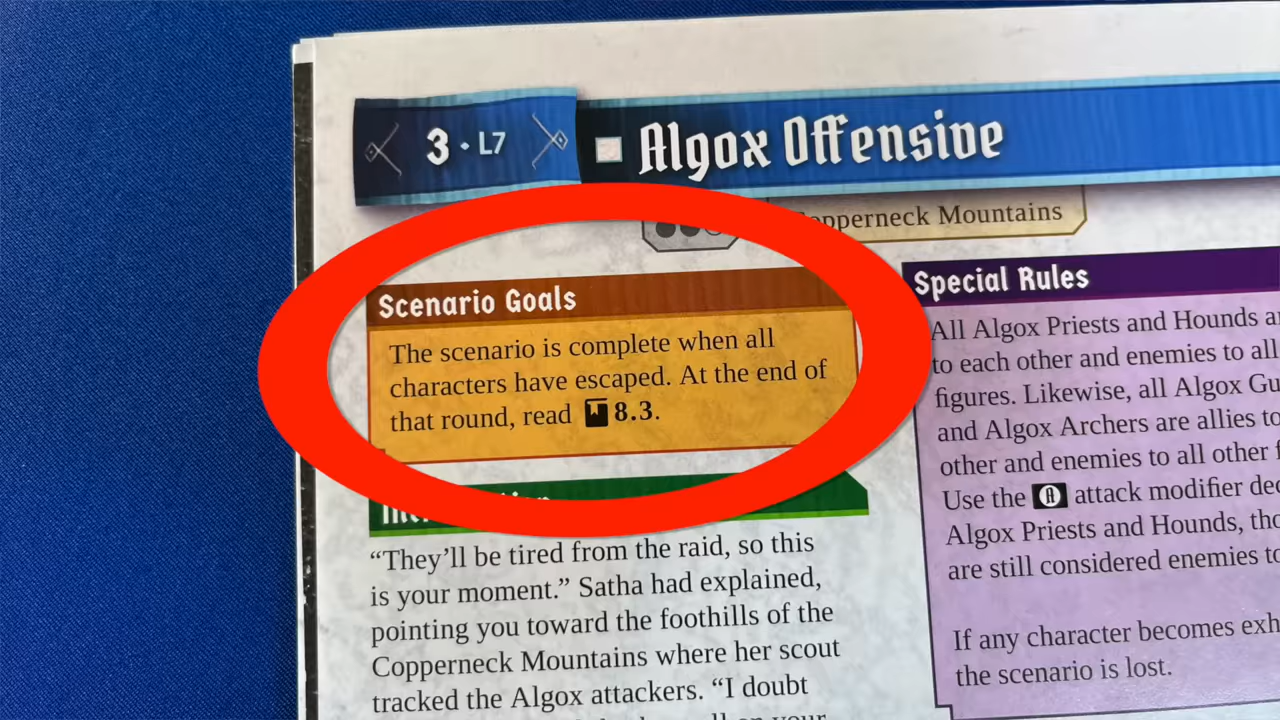 3 • L7
Algox Offensive
Copperneck Mountains
Scenario Goals
The scenario is complete when all
characters have escaped. At the end of
that round, read 8.3.
"They'll be tired from the raid, so this
is your moment." Satha had explained,
pointing you toward the foothills of the
Copperneck Mountains where her scout
tracked the Algox attackers. "I doubt
Special Rules
All Algox Priests and Hounds
to each other and enemies to all
figures. Likewise, all Algox
and Algox Archers are allies to
other and enemies to all other
Use the A attack modifier
Algox Priests and Hounds,
are still considered enemies to
If any character becomes
the scenario is lost.